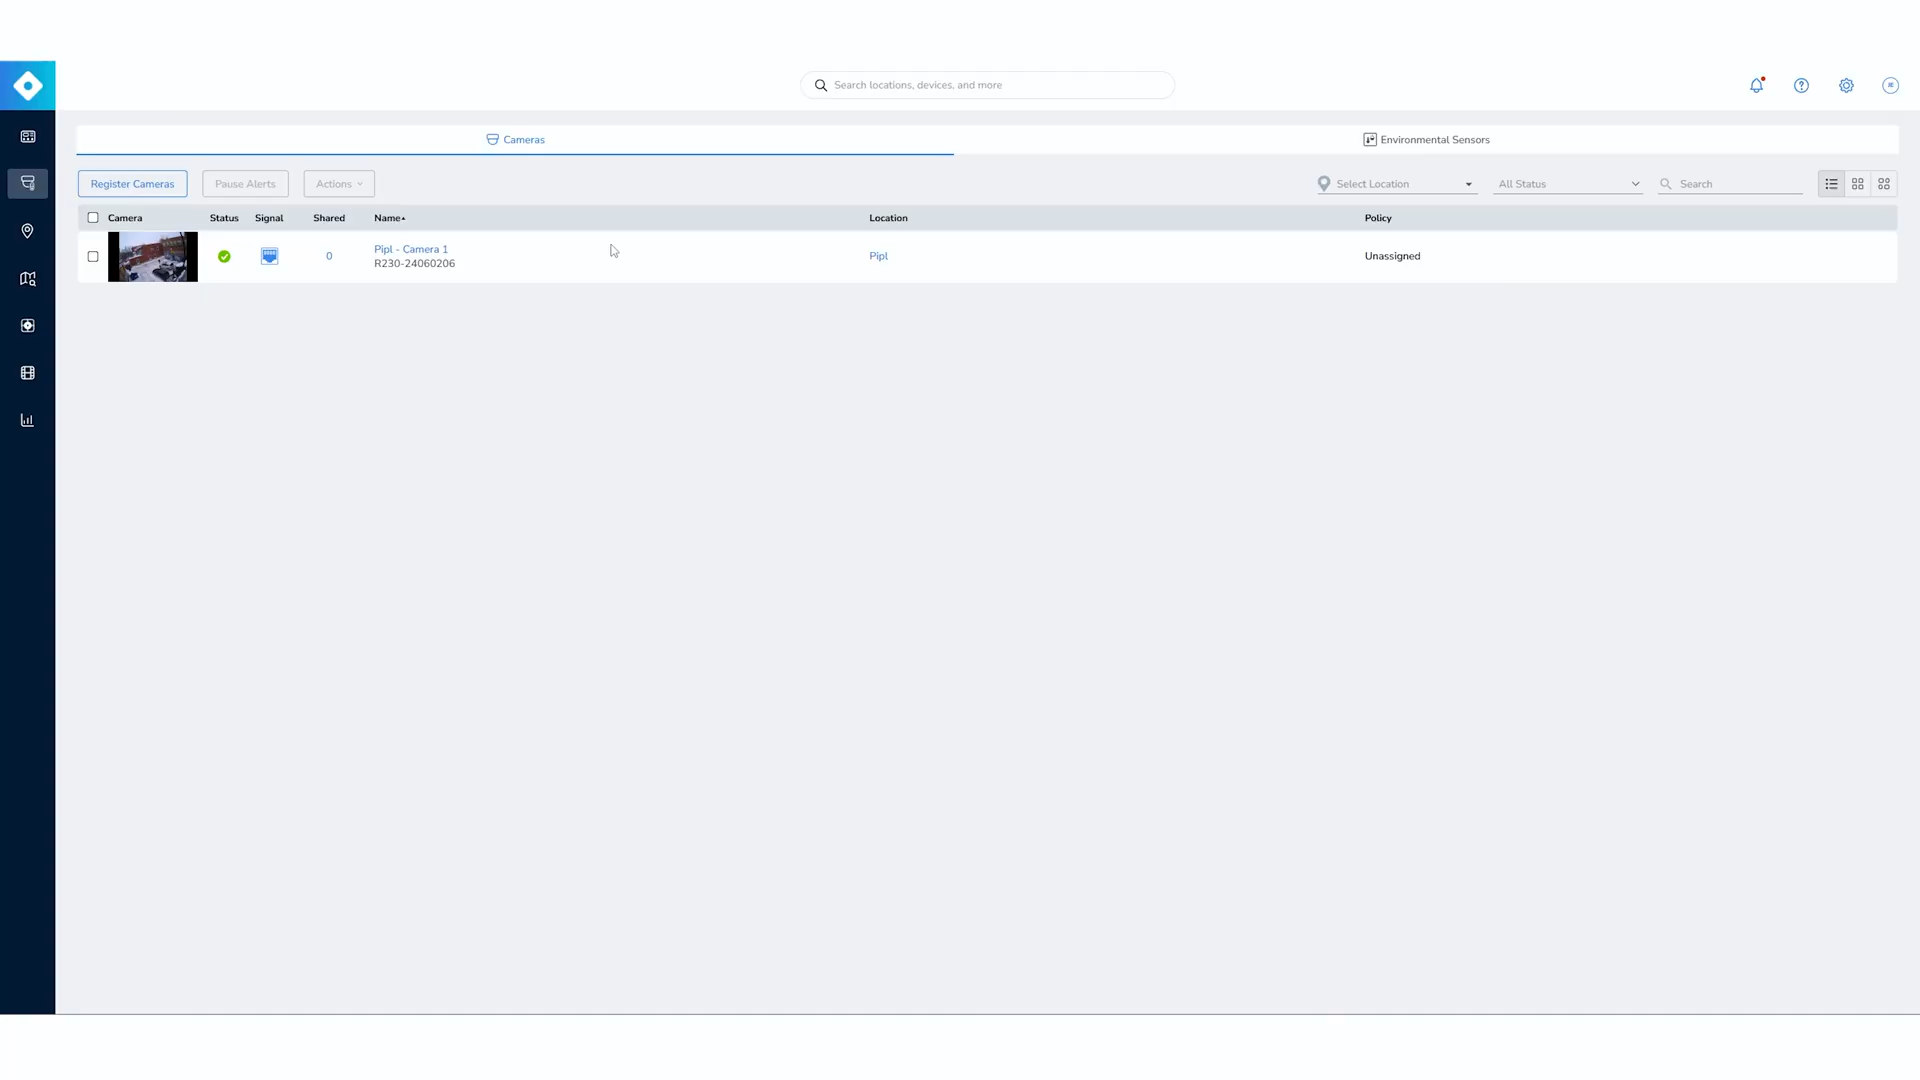 Search locations, devices, and more
Cameras
Environmental Sensors
Register Cameras
Pause Alerts
Actions
Select Location
All Status
Search
Camera
Status
Signal
Shared
Name
Location
Policy
0
Pipl - Camera 1
R230-24060206
Pipl
Unassigned